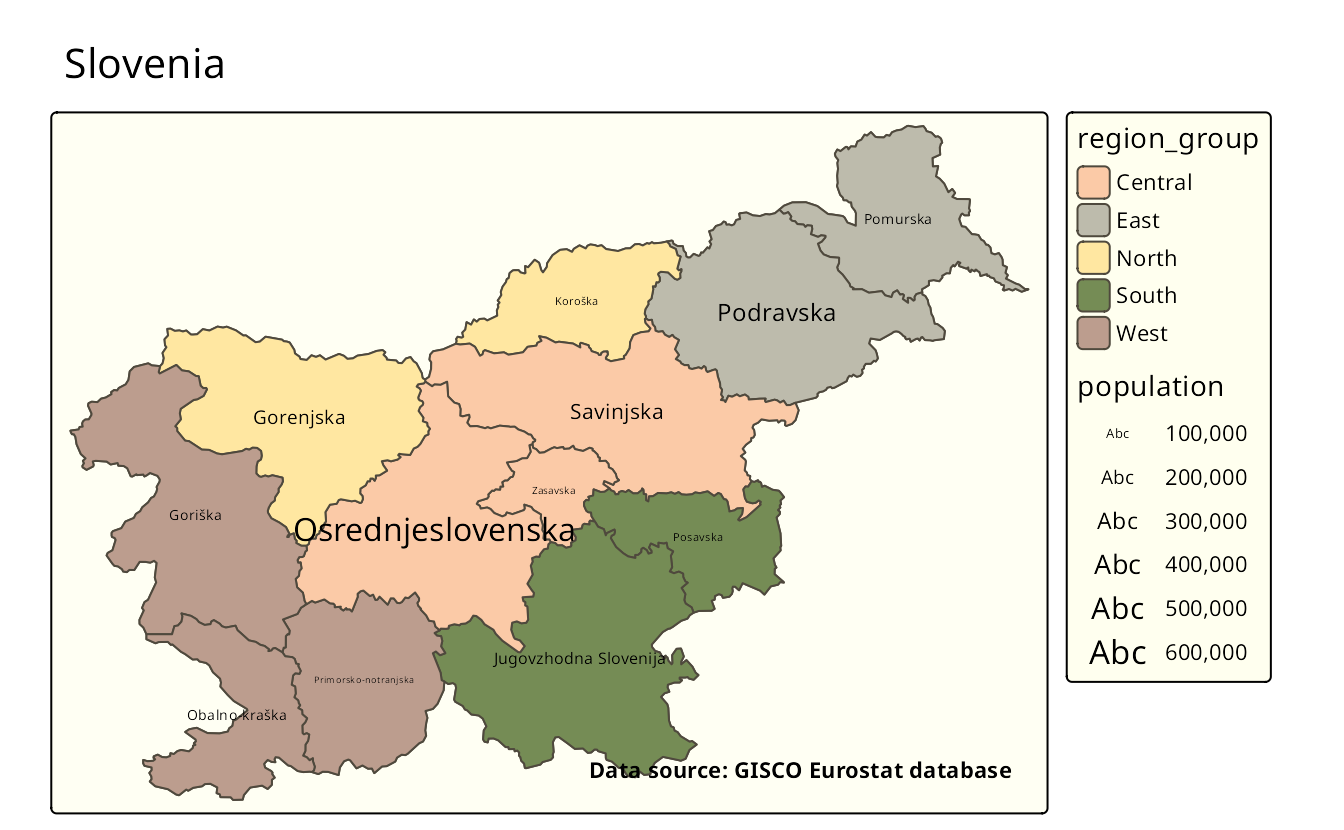 Slovenia
Pomurska
Koroška
Podravska
Gorenjska
Savinjska
Zasavska
Goriška
Osrednjeslovenska
Posavska
Jugovzhodna Slovenija
Primorsko-notranjska
Obalno-kraška
Data source: GISCO Eurostat database
region_group
Central
East
North
South
West
population
Abc 100,000
Abc 200,000
Abc 300,000
Abc 400,000
Abc 500,000
Abc 600,000